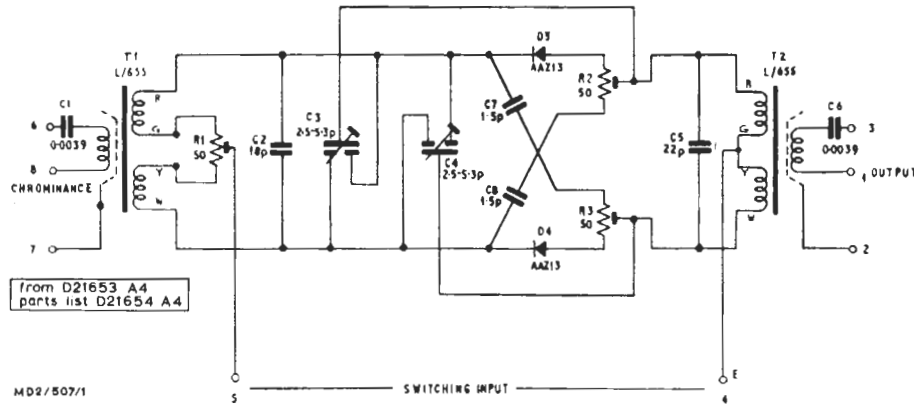 T1
L/655
R
G
Y
W
C1
0·0039
6
8
CHROMINANCE
7
R1
50
C2
18p
C3
2·5-5·3p
C4
2·5-5·3p
D3
AAZ13
C7
1·5p
C8
1·5p
D4
AAZ13
R2
50
R3
50
C5
22p
T2
L/655
R
G
Y
W
C6
0·0039
3
1 OUTPUT
2
from D21653 A4
parts list D21654 A4
MD2/507/1
5
SWITCHING INPUT
E
4